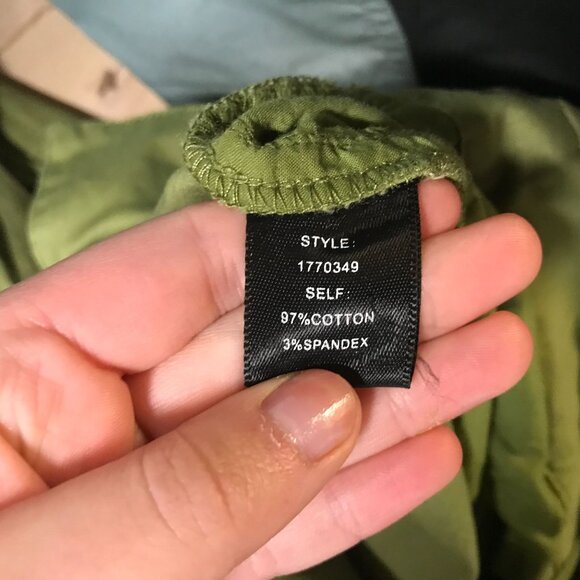 STYLE:
1770349
SELF:
97%COTTON
3%SPANDEX